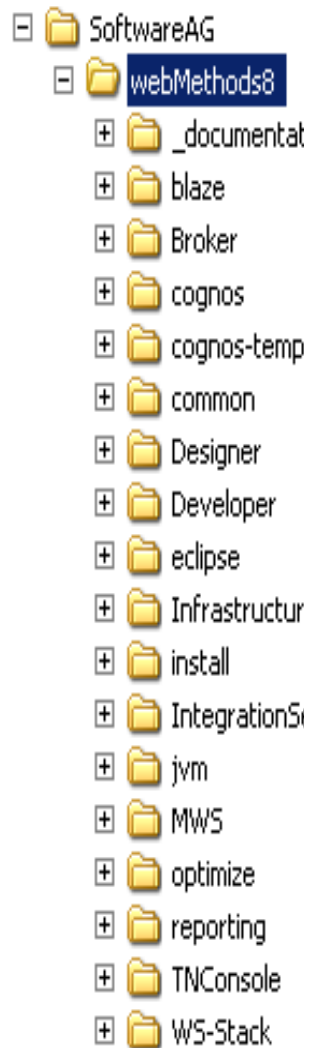 SoftwareAG
webMethods8
_documentat
blaze
Broker
cognos
cognos-temp
common
Designer
Developer
eclipse
Infrastructur
install
IntegrationSe
jvm
MWS
optimize
reporting
TNConsole
WS-Stack